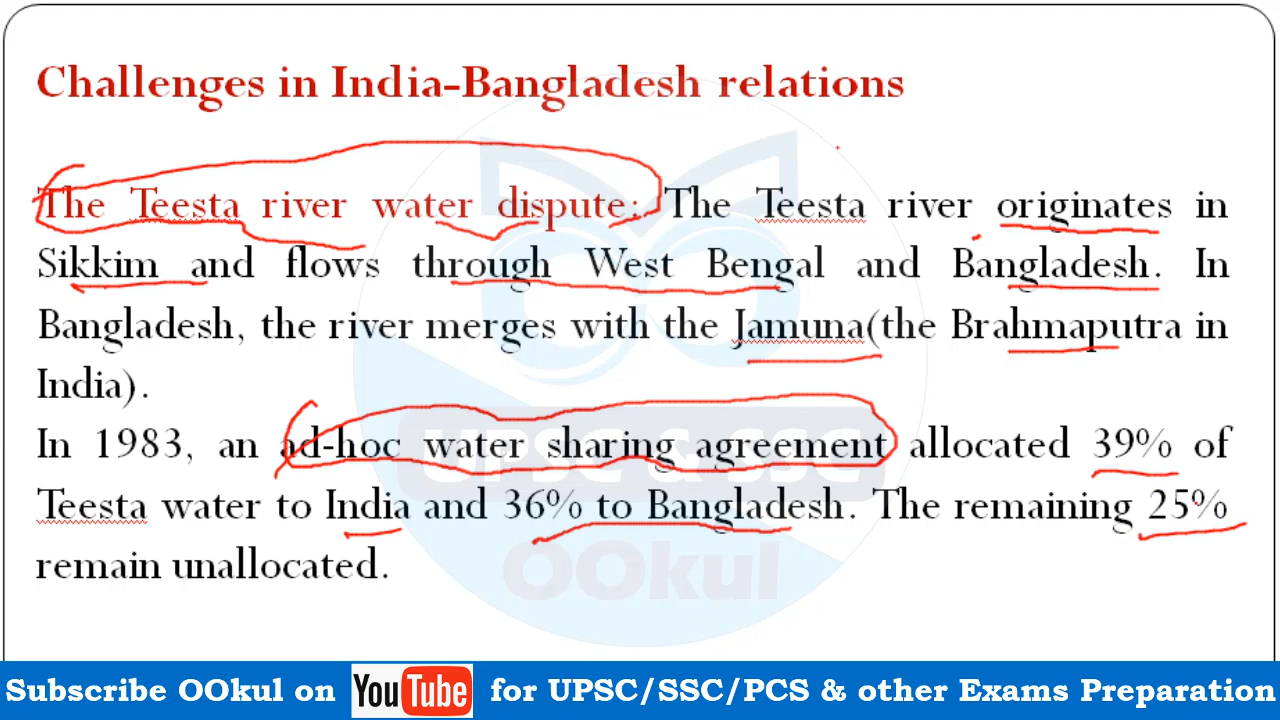 Challenges in India-Bangladesh relations
The Teesta river water dispute: The Teesta river originates in
Sikkim and flows through West Bengal and Bangladesh. In
Bangladesh, the river merges with the Jamuna(the Brahmaputra in
India).
In 1983, an ad-hoc water sharing agreement allocated 39% of
Teesta water to India and 36% to Bangladesh. The remaining 25%
remain unallocated.
UPSC & SSC
OOkul
Subscribe OOkul on YouTube for UPSC/SSC/PCS & other Exams Preparation